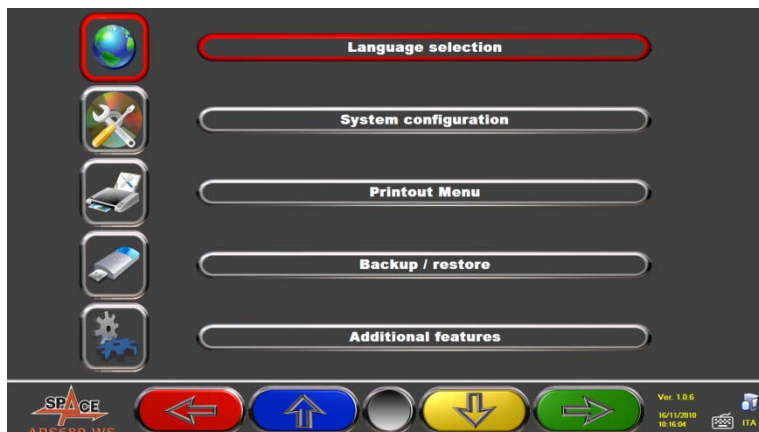 Language selection
System configuration
Printout Menu
Backup / restore
Additional features
SPACE
Ver. 1.0.6
16/11/2010
10:16:04
ITA